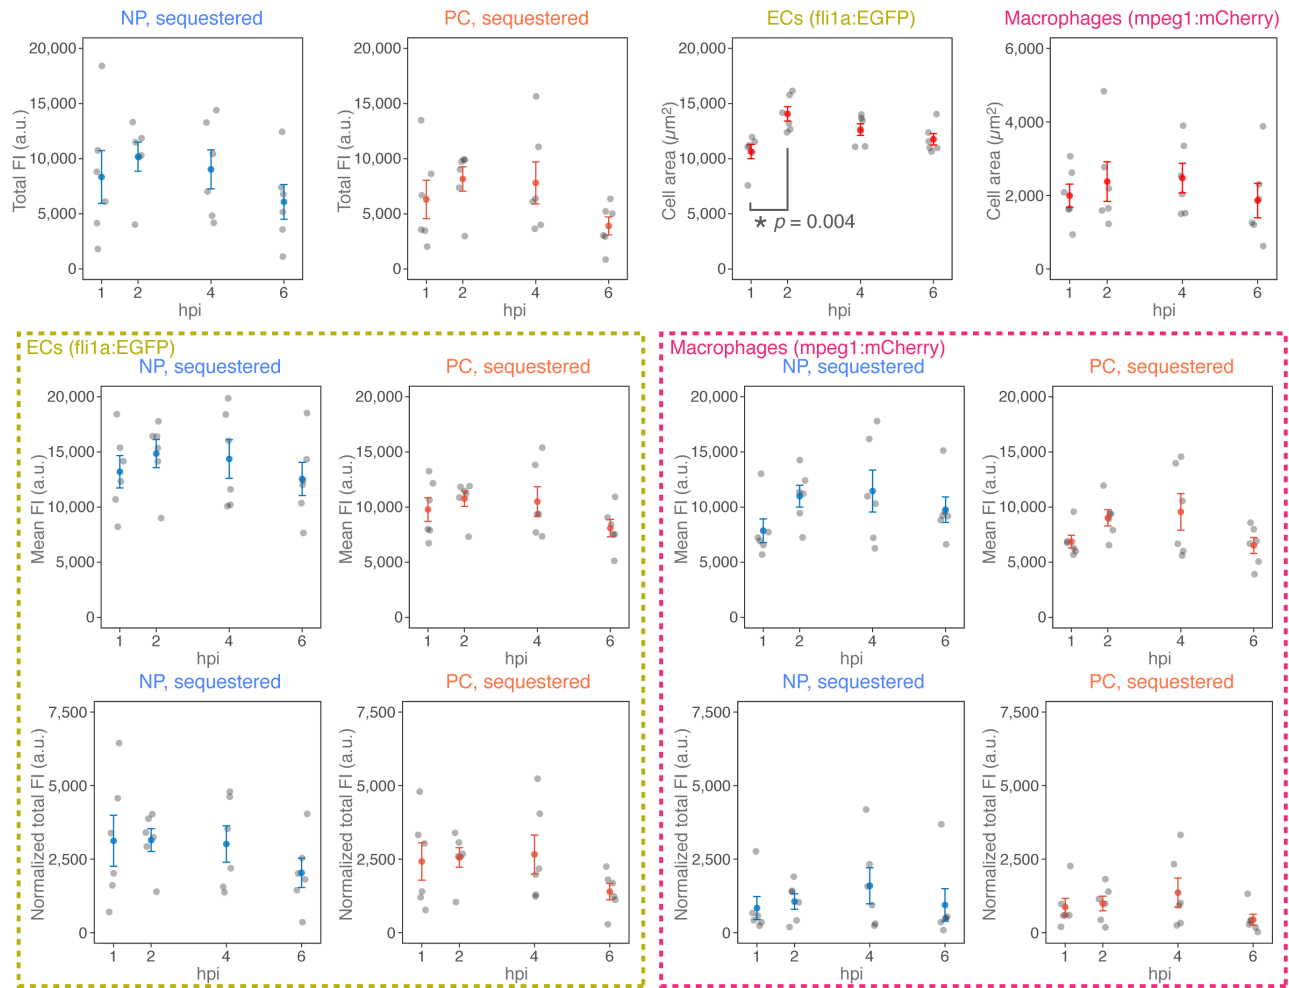 NP, sequestered
PC, sequestered
ECs (fli1a:EGFP)
Macrophages (mpeg1:mCherry)
Total FI (a.u.)
20,000
15,000
10,000
5,000
0
1 2 4 6
hpi
Total FI (a.u.)
20,000
15,000
10,000
5,000
0
1 2 4 6
hpi
Cell area (μm²)
20,000
15,000
10,000
5,000
0
* p = 0.004
1 2 4 6
hpi
Cell area (μm²)
6,000
4,000
2,000
0
1 2 4 6
hpi
ECs (fli1a:EGFP)
NP, sequestered
Mean FI (a.u.)
20,000
15,000
10,000
5,000
0
1 2 4 6
hpi
PC, sequestered
Mean FI (a.u.)
20,000
15,000
10,000
5,000
0
1 2 4 6
hpi
NP, sequestered
Normalized total FI (a.u.)
7,500
5,000
2,500
0
1 2 4 6
hpi
PC, sequestered
Normalized total FI (a.u.)
7,500
5,000
2,500
0
1 2 4 6
hpi
Macrophages (mpeg1:mCherry)
NP, sequestered
Mean FI (a.u.)
20,000
15,000
10,000
5,000
0
1 2 4 6
hpi
PC, sequestered
Mean FI (a.u.)
20,000
15,000
10,000
5,000
0
1 2 4 6
hpi
NP, sequestered
Normalized total FI (a.u.)
7,500
5,000
2,500
0
1 2 4 6
hpi
PC, sequestered
Normalized total FI (a.u.)
7,500
5,000
2,500
0
1 2 4 6
hpi